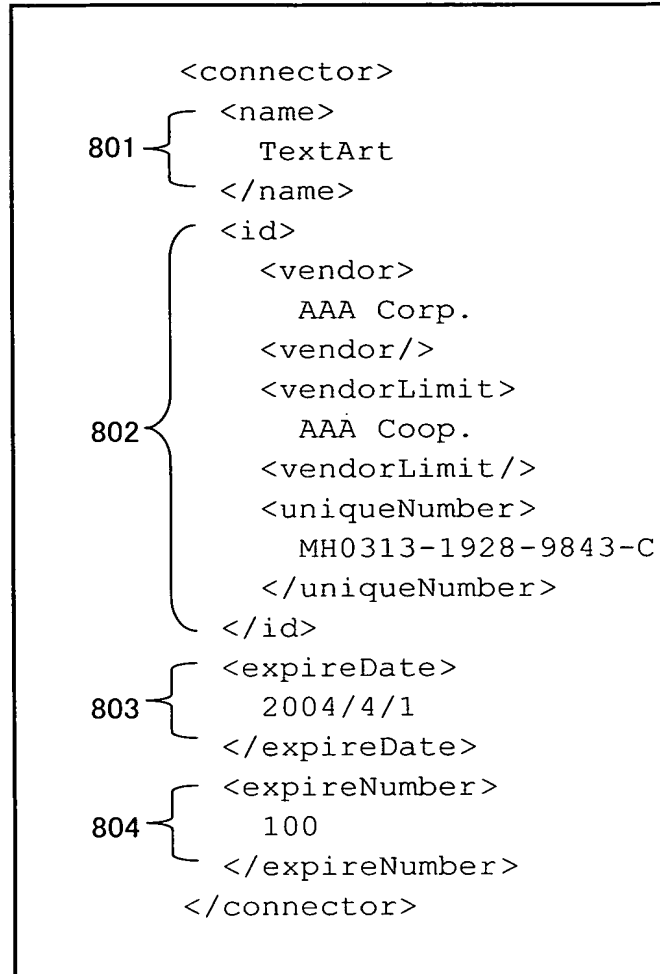 <connector>
<name>
801 TextArt
</name>
<id>
<vendor>
AAA Corp.
<vendor/>
<vendorLimit>
802 AAA Coop.
<vendorLimit/>
<uniqueNumber>
MH0313-1928-9843-C
</uniqueNumber>
</id>
<expireDate>
803 2004/4/1
</expireDate>
<expireNumber>
804 100
</expireNumber>
</connector>